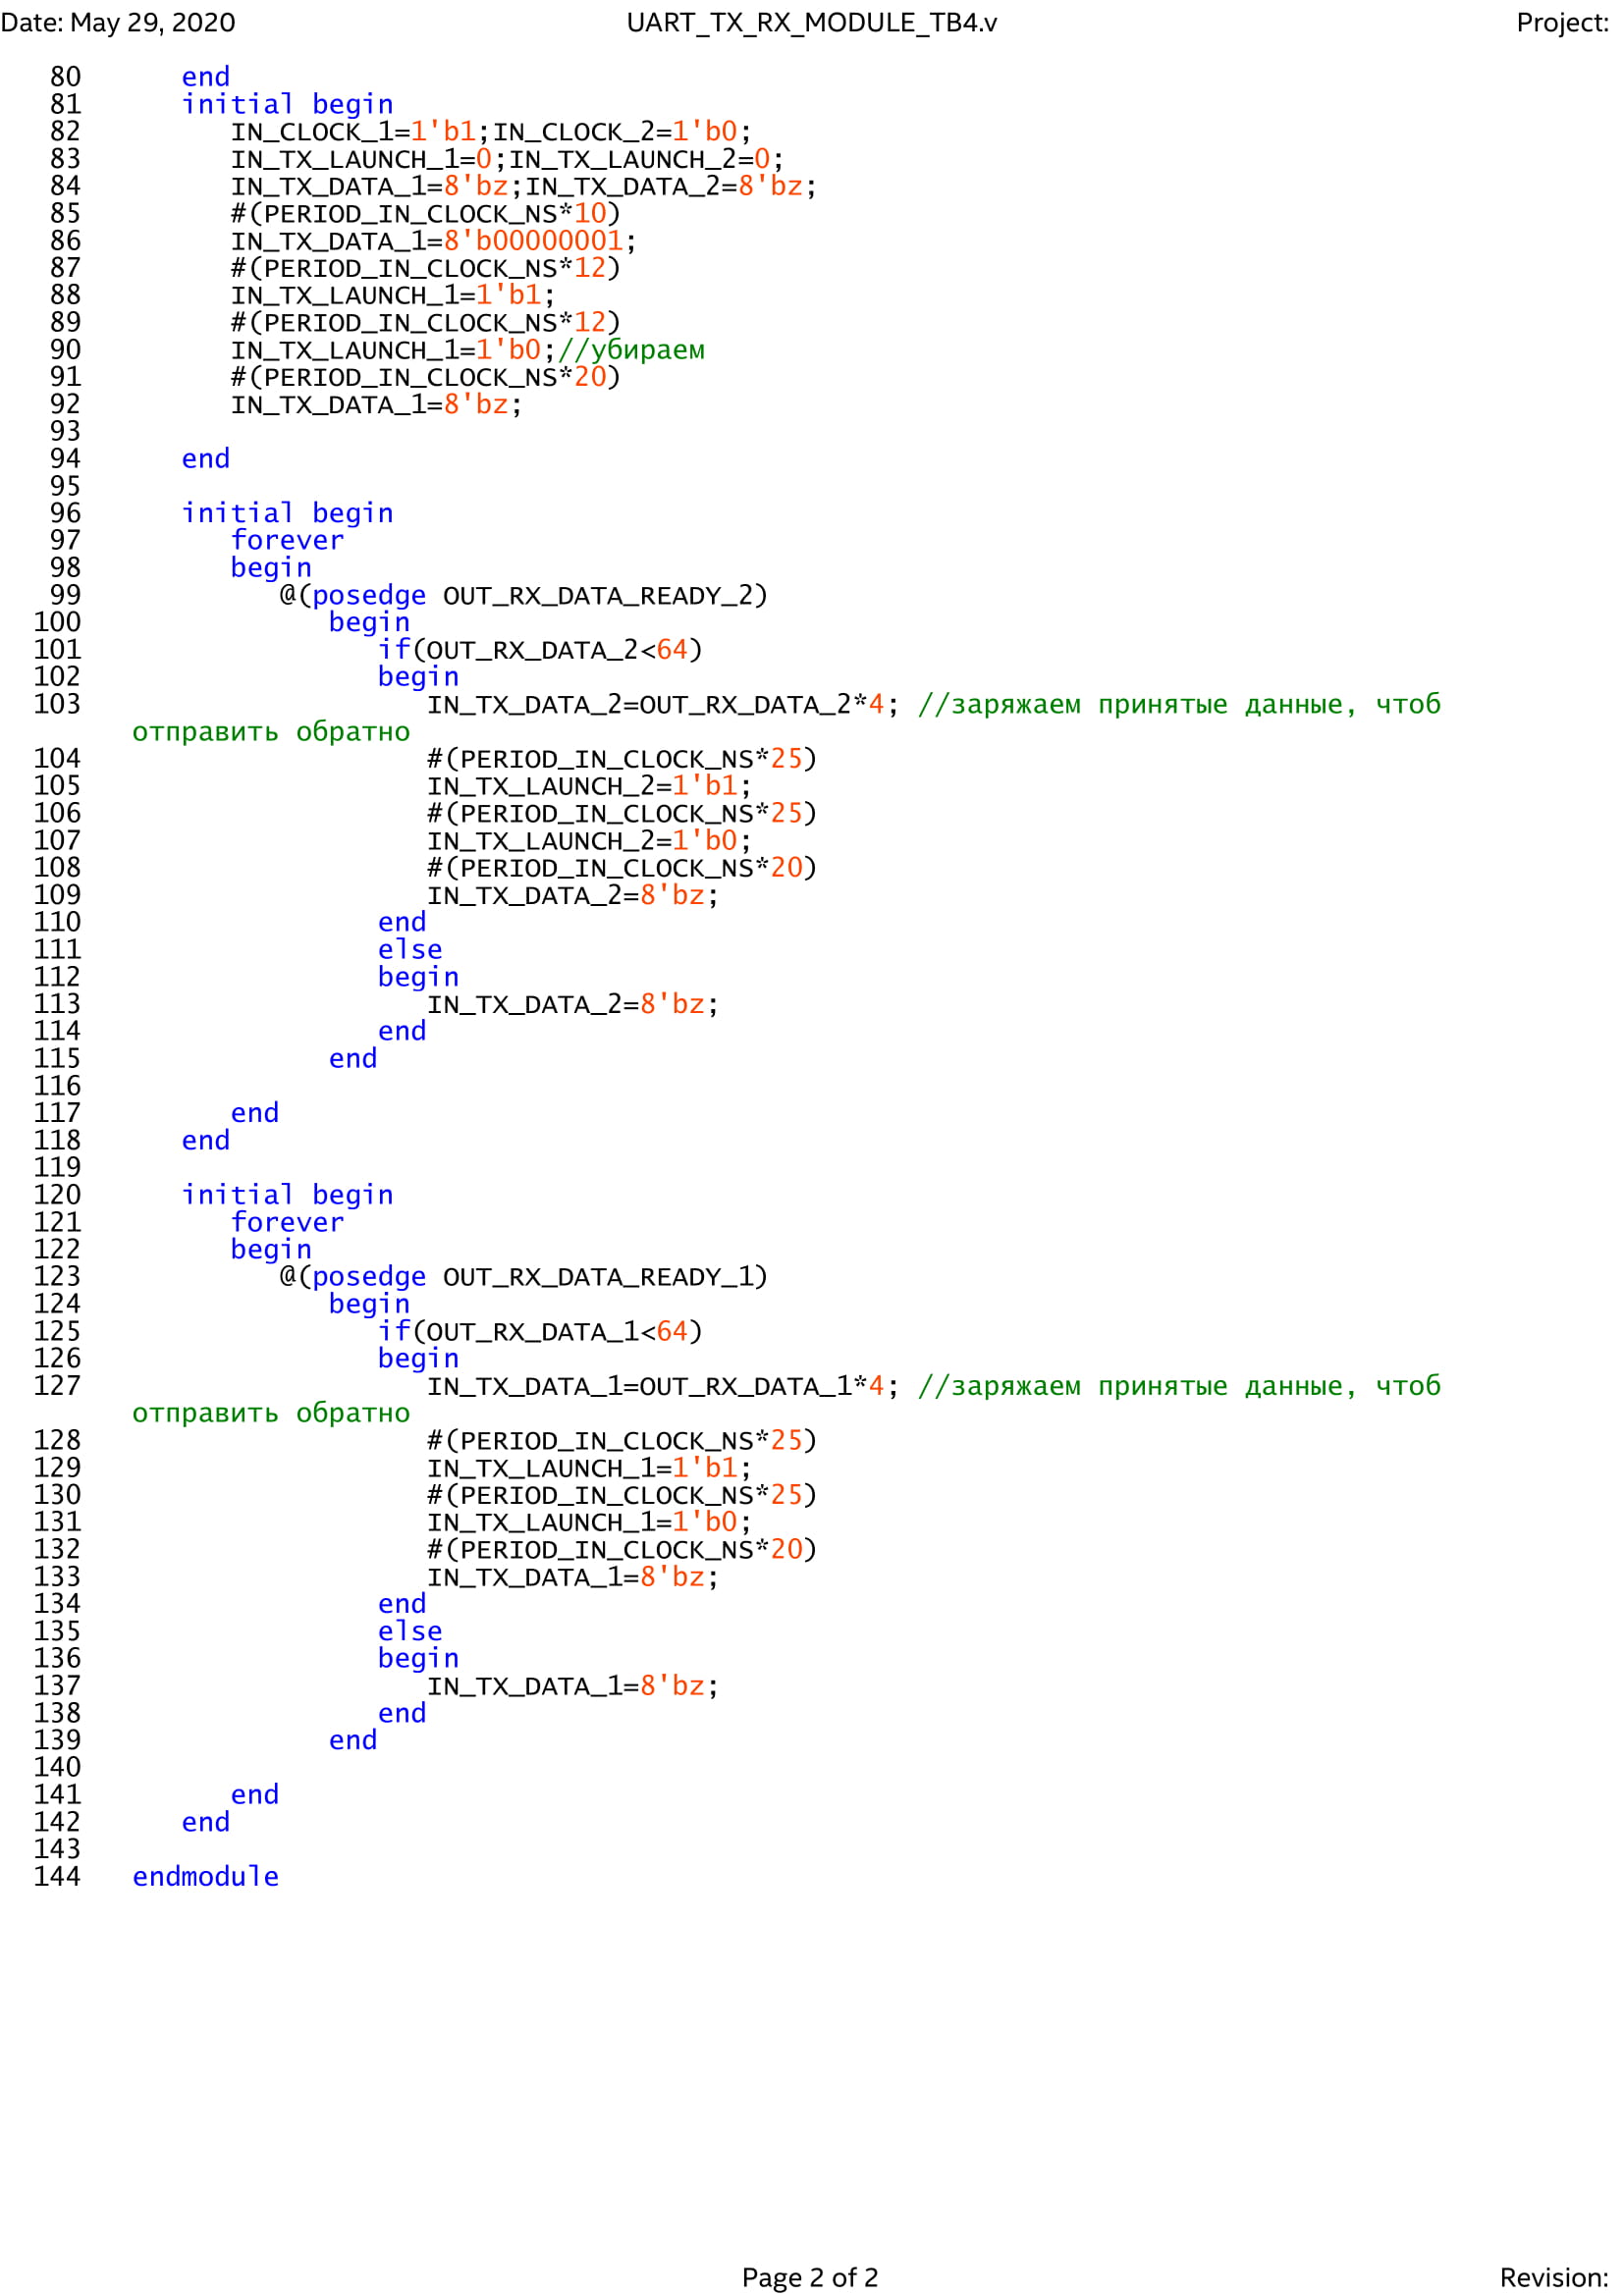 Date: May 29, 2020 UART_TX_RX_MODULE_TB4.v Project:
80 end
81 initial begin
82 IN_CLOCK_1=1'b1;IN_CLOCK_2=1'b0;
83 IN_TX_LAUNCH_1=0;IN_TX_LAUNCH_2=0;
84 IN_TX_DATA_1=8'bz;IN_TX_DATA_2=8'bz;
85 #(PERIOD_IN_CLOCK_NS*10)
86 IN_TX_DATA_1=8'b00000001;
87 #(PERIOD_IN_CLOCK_NS*12)
88 IN_TX_LAUNCH_1=1'b1;
89 #(PERIOD_IN_CLOCK_NS*12)
90 IN_TX_LAUNCH_1=1'b0;//убираем
91 #(PERIOD_IN_CLOCK_NS*20)
92 IN_TX_DATA_1=8'bz;
93
94 end
95
96 initial begin
97 forever
98 begin
99 @(posedge OUT_RX_DATA_READY_2)
100 begin
101 if(OUT_RX_DATA_2<64)
102 begin
103 IN_TX_DATA_2=OUT_RX_DATA_2*4; //заряжаем принятые данные, чтоб
отправить обратно
104 #(PERIOD_IN_CLOCK_NS*25)
105 IN_TX_LAUNCH_2=1'b1;
106 #(PERIOD_IN_CLOCK_NS*25)
107 IN_TX_LAUNCH_2=1'b0;
108 #(PERIOD_IN_CLOCK_NS*20)
109 IN_TX_DATA_2=8'bz;
110 end
111 else
112 begin
113 IN_TX_DATA_2=8'bz;
114 end
115 end
116
117 end
118 end
119
120 initial begin
121 forever
122 begin
123 @(posedge OUT_RX_DATA_READY_1)
124 begin
125 if(OUT_RX_DATA_1<64)
126 begin
127 IN_TX_DATA_1=OUT_RX_DATA_1*4; //заряжаем принятые данные, чтоб
отправить обратно
128 #(PERIOD_IN_CLOCK_NS*25)
129 IN_TX_LAUNCH_1=1'b1;
130 #(PERIOD_IN_CLOCK_NS*25)
131 IN_TX_LAUNCH_1=1'b0;
132 #(PERIOD_IN_CLOCK_NS*20)
133 IN_TX_DATA_1=8'bz;
134 end
135 else
136 begin
137 IN_TX_DATA_1=8'bz;
138 end
139 end
140
141 end
142 end
143
144 endmodule
Page 2 of 2 Revision: